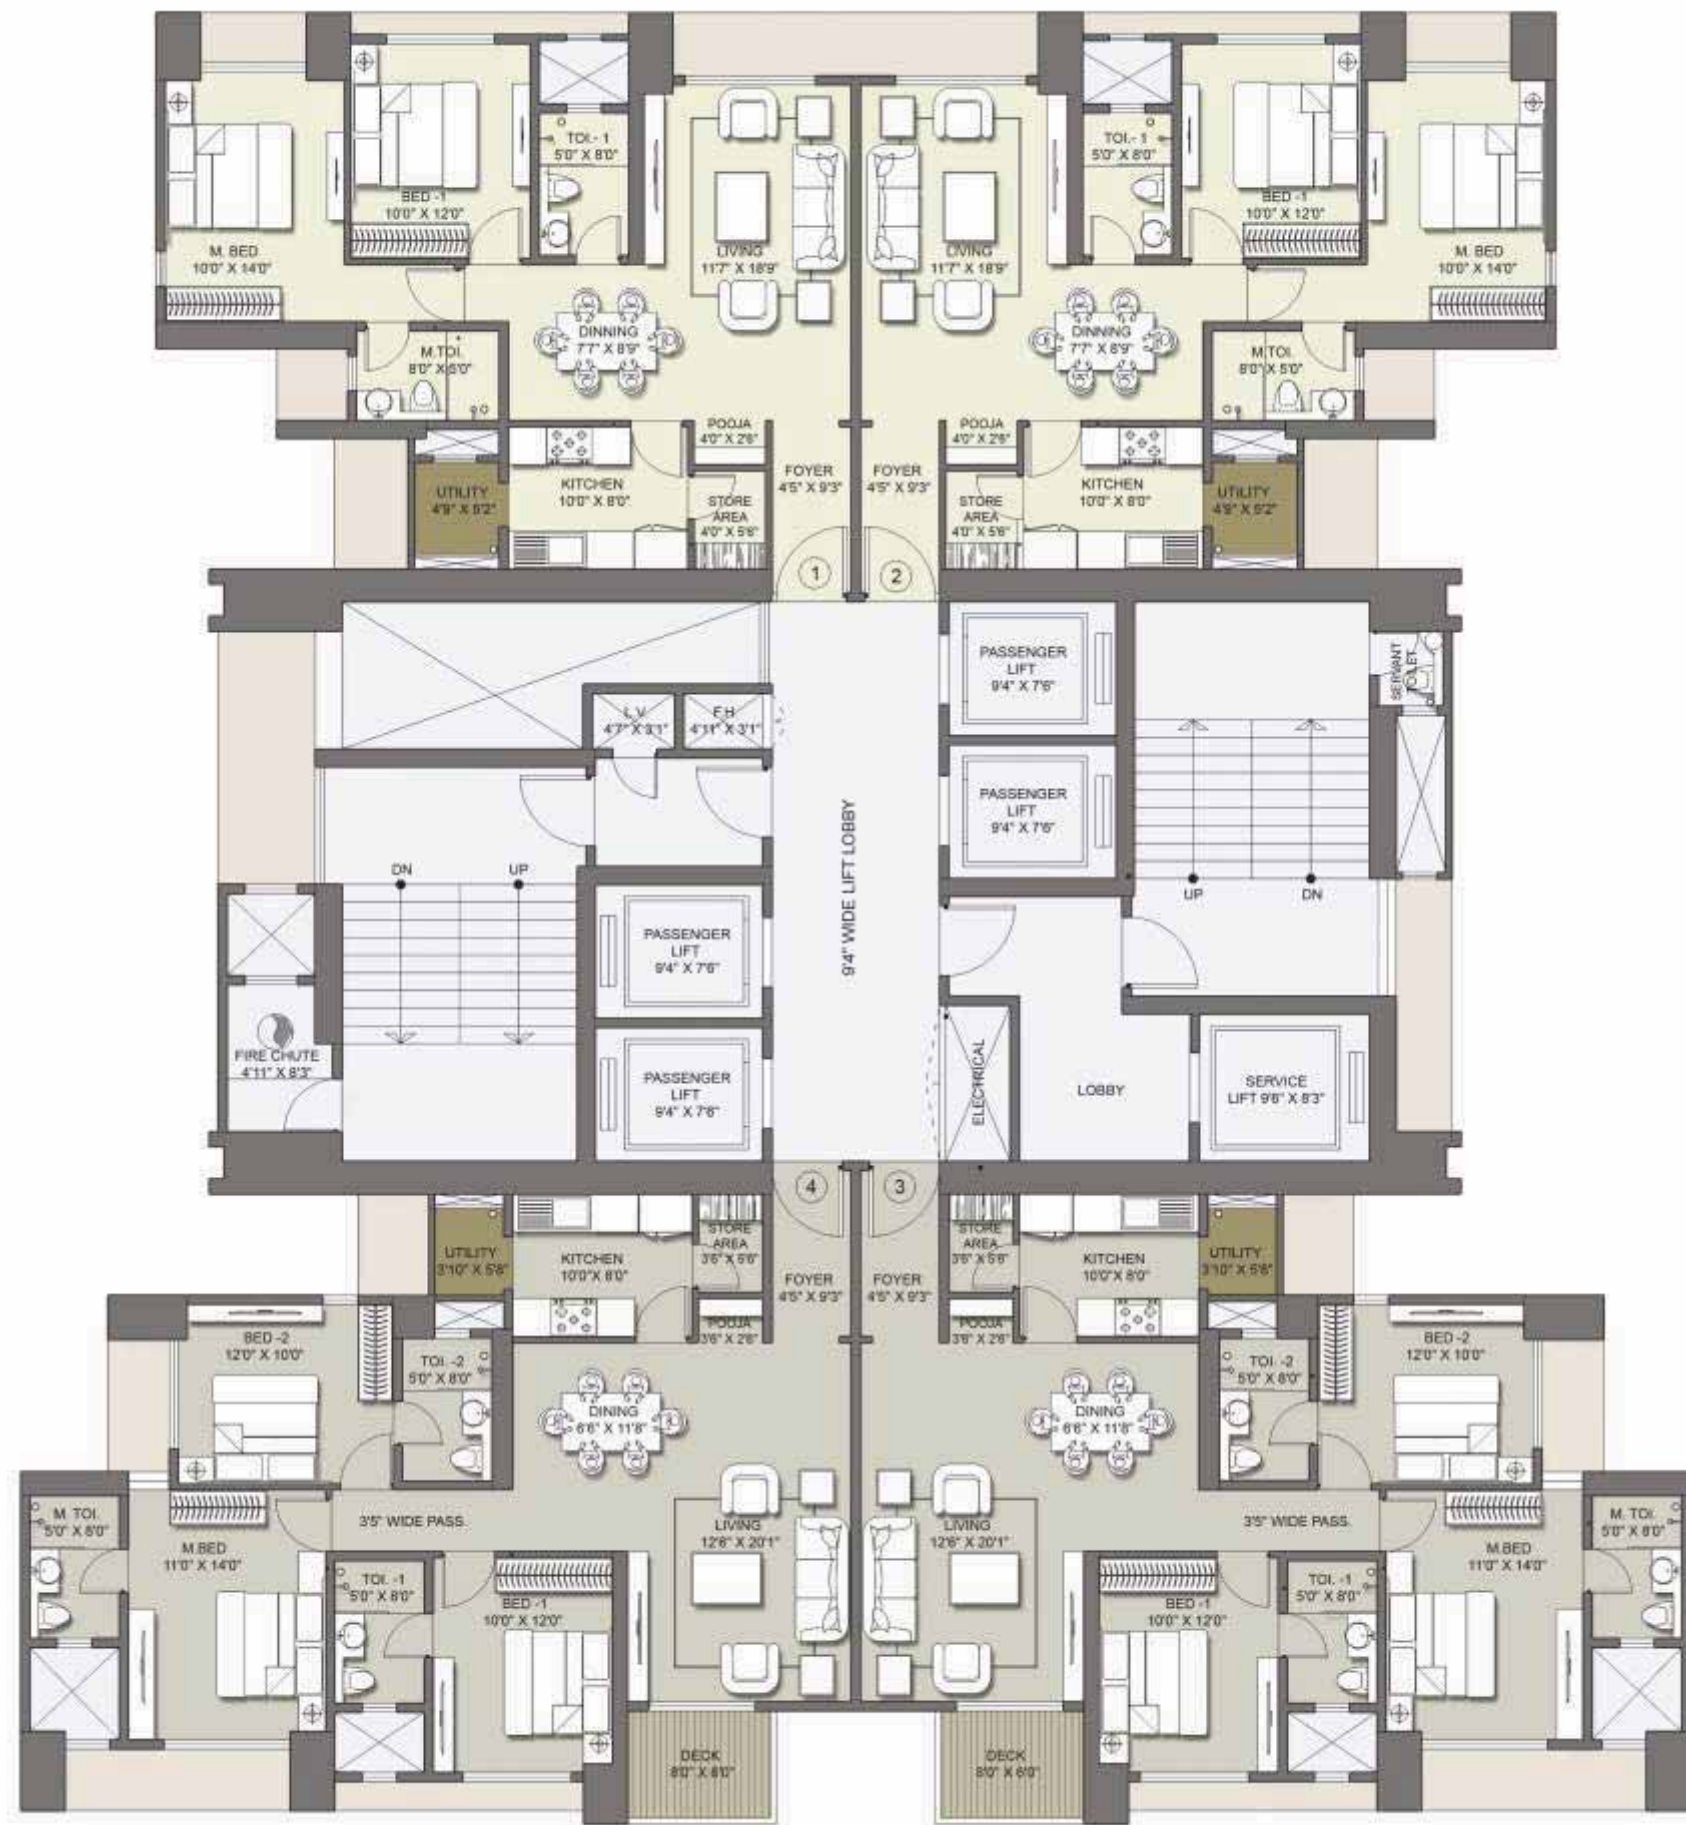 TOI.- 1
5'0" X 8'0"
TOI.- 1
5'0" X 8'0"
BED -1
10'0" X 12'0"
BED -1
10'0" X 12'0"
M. BED
10'0" X 14'0"
LIVING
11'7" X 18'9"
LIVING
11'7" X 18'9"
M. BED
10'0" X 14'0"
DINNING
7'7" X 8'9"
DINNING
7'7" X 8'9"
M.TOI.
8'0" X 5'0"
M.TOI.
8'0" X 5'0"
POOJA
4'0" X 2'6"
POOJA
4'0" X 2'6"
UTILITY
4'9" X 5'2"
KITCHEN
10'0" X 8'0"
STORE
AREA
4'0" X 5'6"
FOYER
4'5" X 9'3"
FOYER
4'5" X 9'3"
STORE
AREA
4'0" X 5'6"
KITCHEN
10'0" X 8'0"
UTILITY
4'9" X 5'2"
1
2
PASSENGER
LIFT
9'4" X 7'6"
SERVANT
TOILET
L.V.
4'7" X 3'1"
F.H
4'11" X 3'1"
PASSENGER
LIFT
9'4" X 7'6"
9'4" WIDE LIFT LOBBY
DN
UP
UP
DN
PASSENGER
LIFT
9'4" X 7'6"
FIRE CHUTE
4'11" X 8'3"
PASSENGER
LIFT
9'4" X 7'6"
ELECTRICAL
LOBBY
SERVICE
LIFT 9'6" X 8'3"
4
3
UTILITY
3'10" X 5'8"
KITCHEN
10'0"X 8'0"
STORE
AREA
3'6" X 5'6"
FOYER
4'5" X 9'3"
FOYER
4'5" X 9'3"
STORE
AREA
3'6" X 5'6"
KITCHEN
10'0"X 8'0"
UTILITY
3'10" X 5'8"
POOJA
3'6" X 2'6"
POOJA
3'6" X 2'6"
BED -2
12'0" X 10'0"
TOI. -2
5'0" X 8'0"
TOI. -2
5'0" X 8'0"
BED -2
12'0" X 10'0"
DINING
6'6" X 11'8"
DINING
6'6" X 11'8"
M. TOI.
5'0" X 8'0"
3'5" WIDE PASS.
LIVING
12'6" X 20'1"
LIVING
12'6" X 20'1"
3'5" WIDE PASS.
M. TOI.
5'0" X 8'0"
M.BED
11'0" X 14'0"
M.BED
11'0" X 14'0"
TOI. -1
5'0" X 8'0"
BED -1
10'0" X 12'0"
BED -1
10'0" X 12'0"
TOI. -1
5'0" X 8'0"
DECK
8'0" X 6'0"
DECK
8'0" X 6'0"